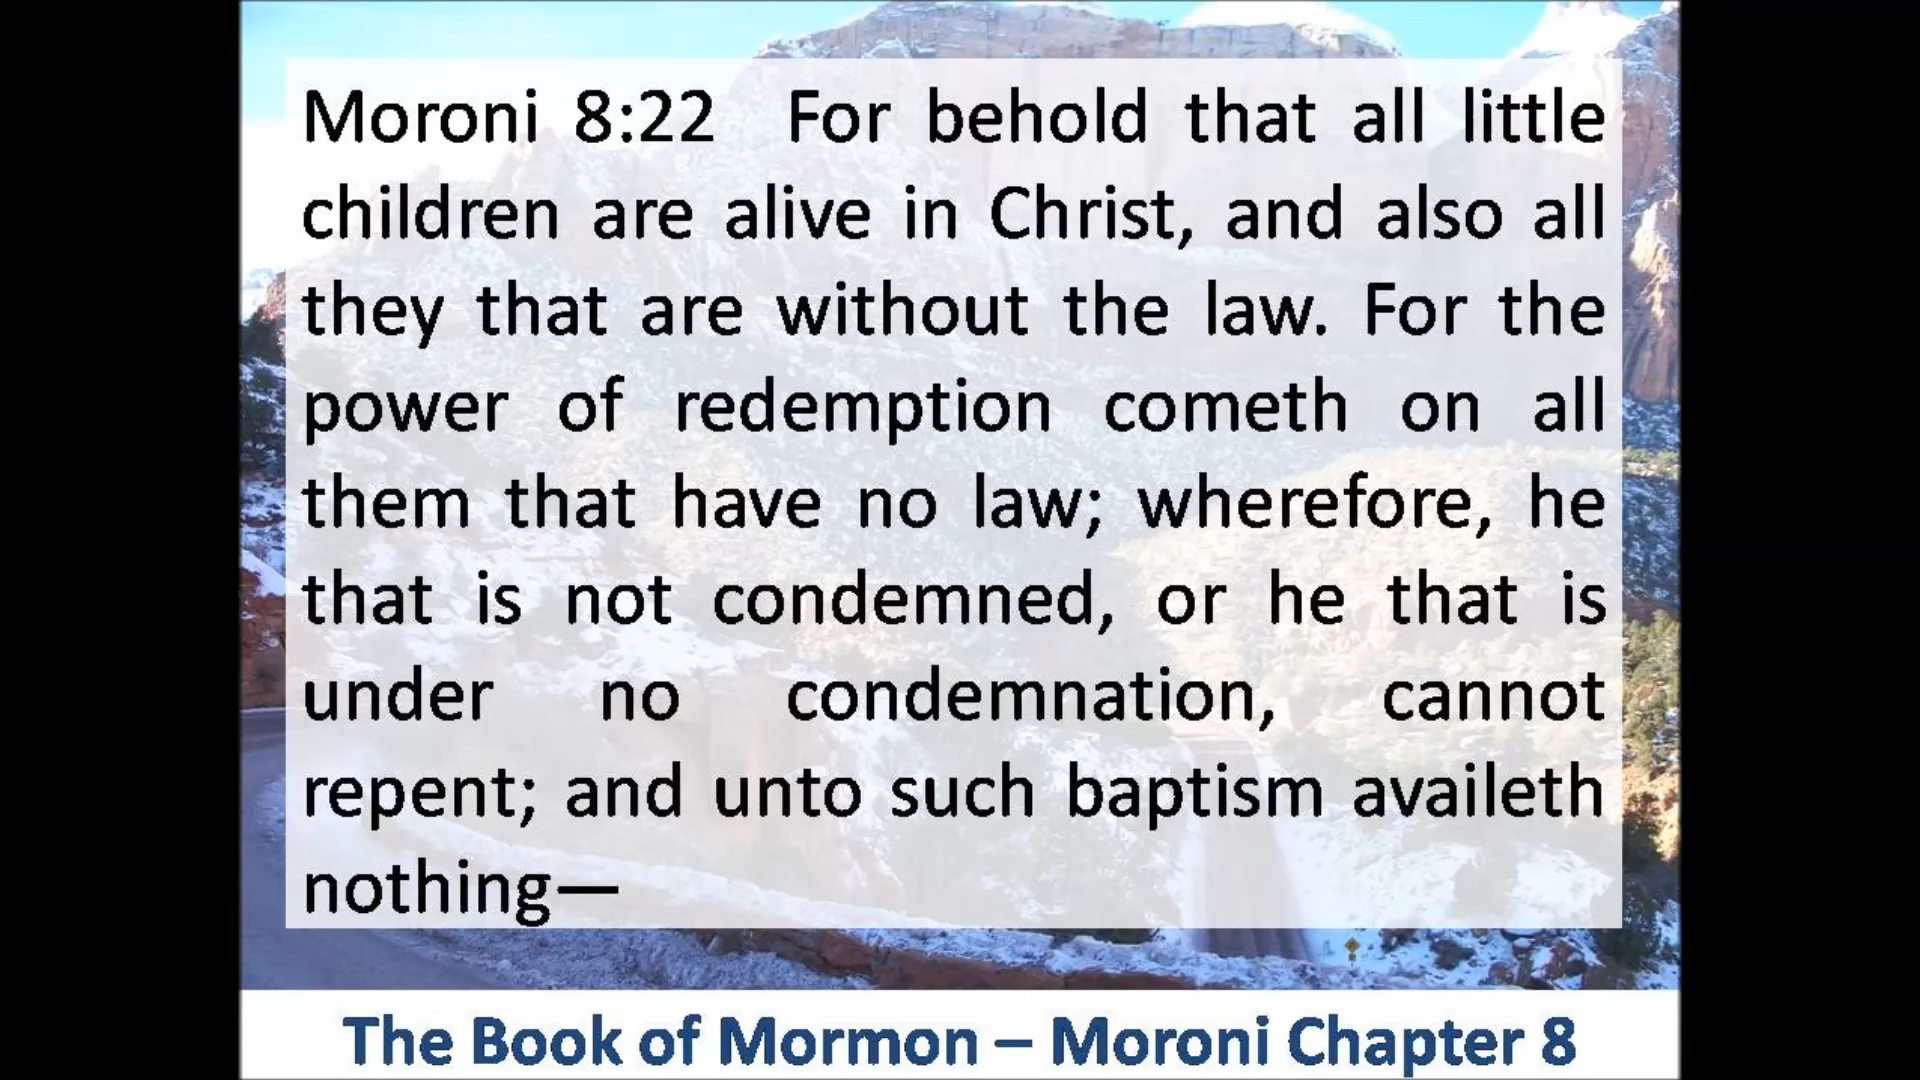 Moroni 8:22 For behold that all little
children are alive in Christ, and also all
they that are without the law. For the
power of redemption cometh on all
them that have no law; wherefore, he
that is not condemned, or he that is
under no condemnation, cannot
repent; and unto such baptism availeth
nothing—
The Book of Mormon – Moroni Chapter 8